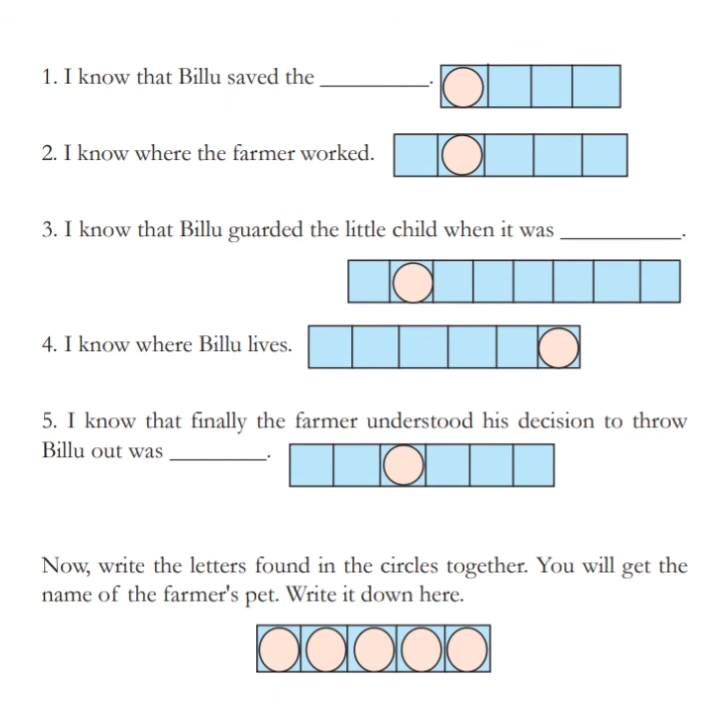 1. I know that Billu saved the ___________.
2. I know where the farmer worked.
3. I know that Billu guarded the little child when it was ____________.
4. I know where Billu lives.
5. I know that finally the farmer understood his decision to throw
Billu out was __________.
Now, write the letters found in the circles together. You will get the
name of the farmer's pet. Write it down here.